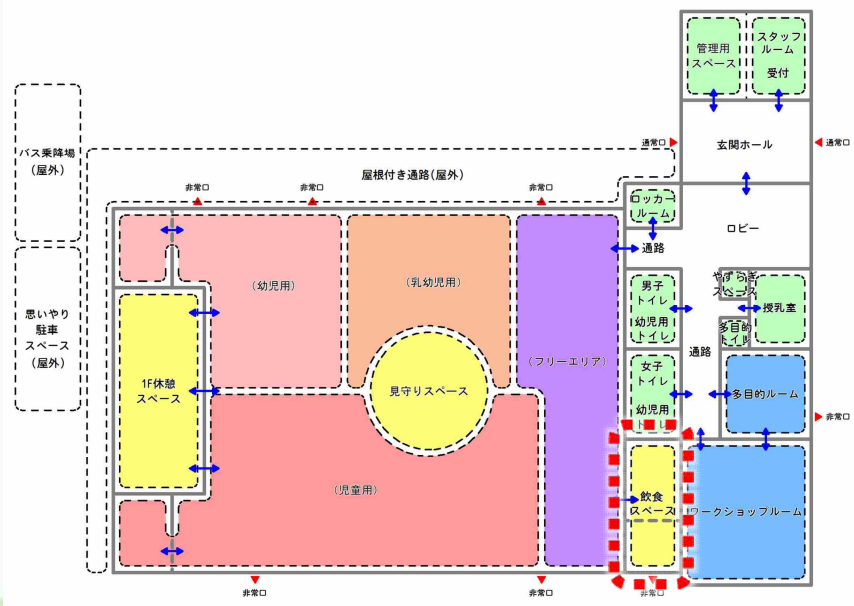 管理用
スペース
スタッフ
ルーム
受付
通常口
玄関ホール
通常口
バス乗降場
(屋外)
屋根付き通路(屋外)
非常口
非常口
非常口
ロッカー
ルーム
ロビー
通路
(幼児用)
(乳幼児用)
男子
トイレ
幼児用
トイレ
やすらぎ
スペース
授乳室
多目的
トイレ
思いやり
駐車
スペース
(屋外)
通路
(フリーエリア)
女子
トイレ
幼児用
トイレ
1F休憩
スペース
見守りスペース
多目的ルーム
非常口
(児童用)
飲食
スペース
ワークショップルーム
非常口
非常口
非常口